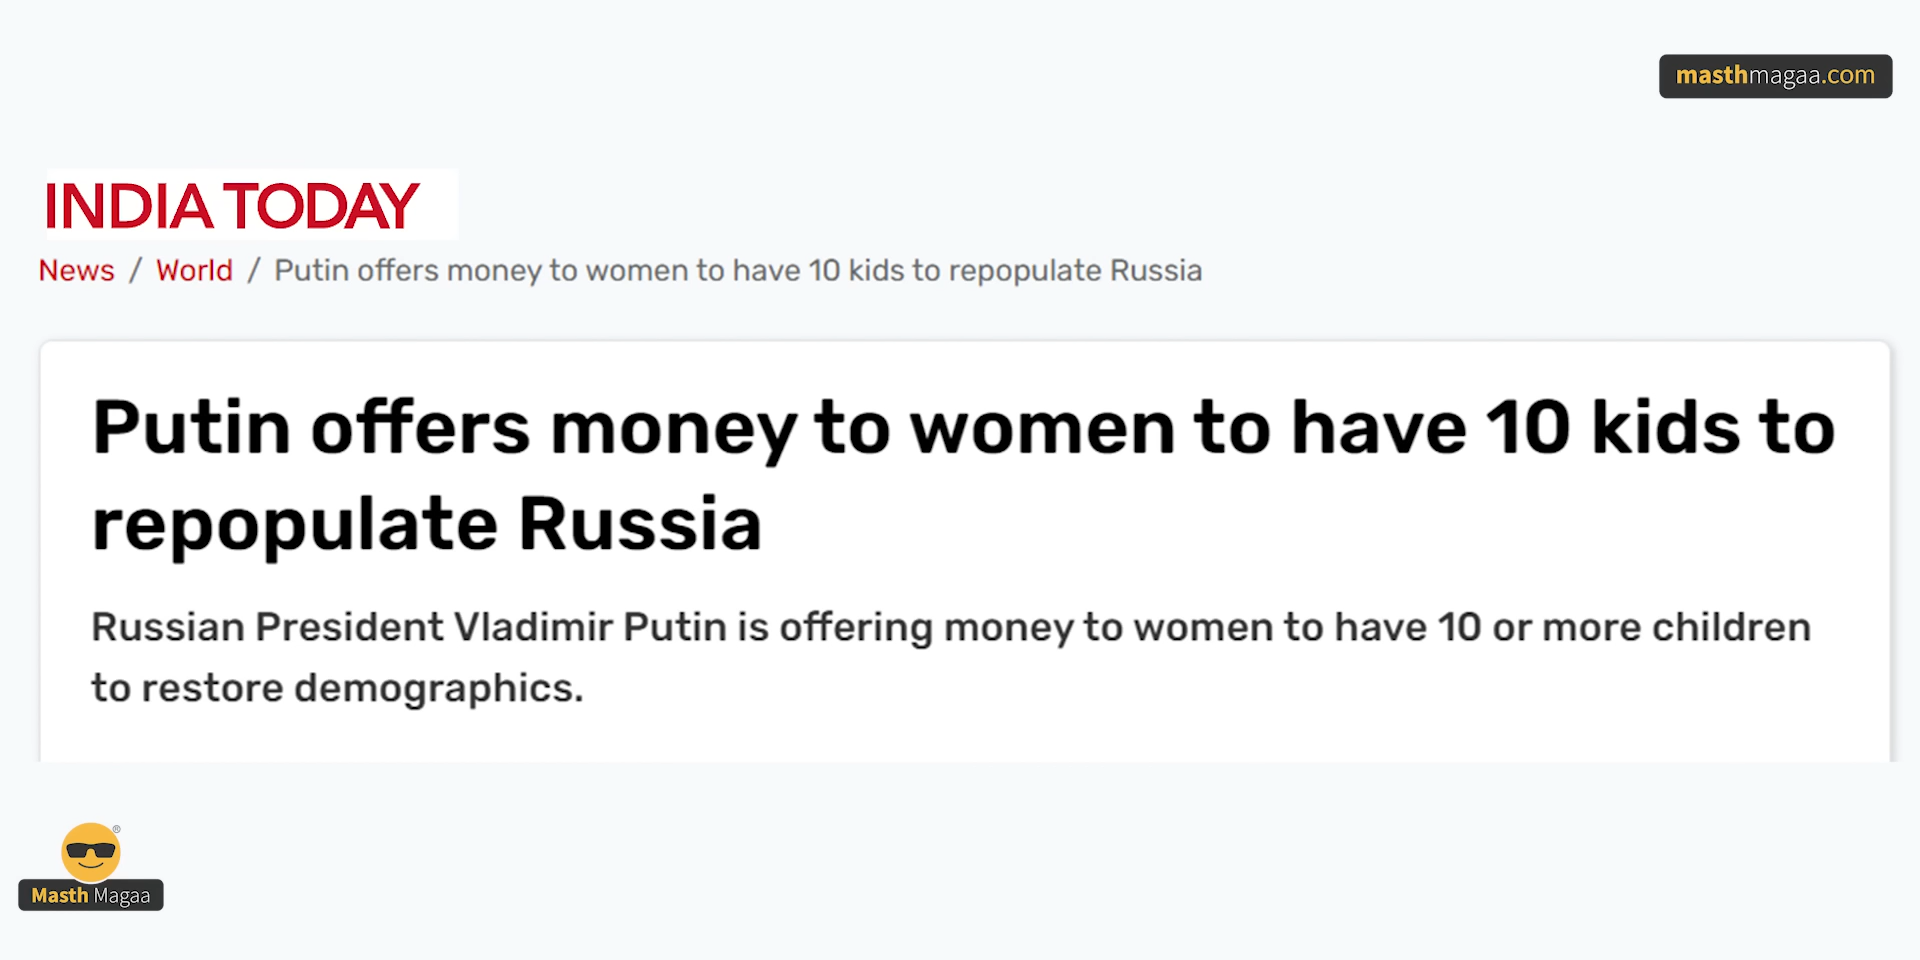 masthmagaa.com
INDIA TODAY
News / World / Putin offers money to women to have 10 kids to repopulate Russia
Putin offers money to women to have 10 kids to
repopulate Russia
Russian President Vladimir Putin is offering money to women to have 10 or more children
to restore demographics.
®
Masth Magaa